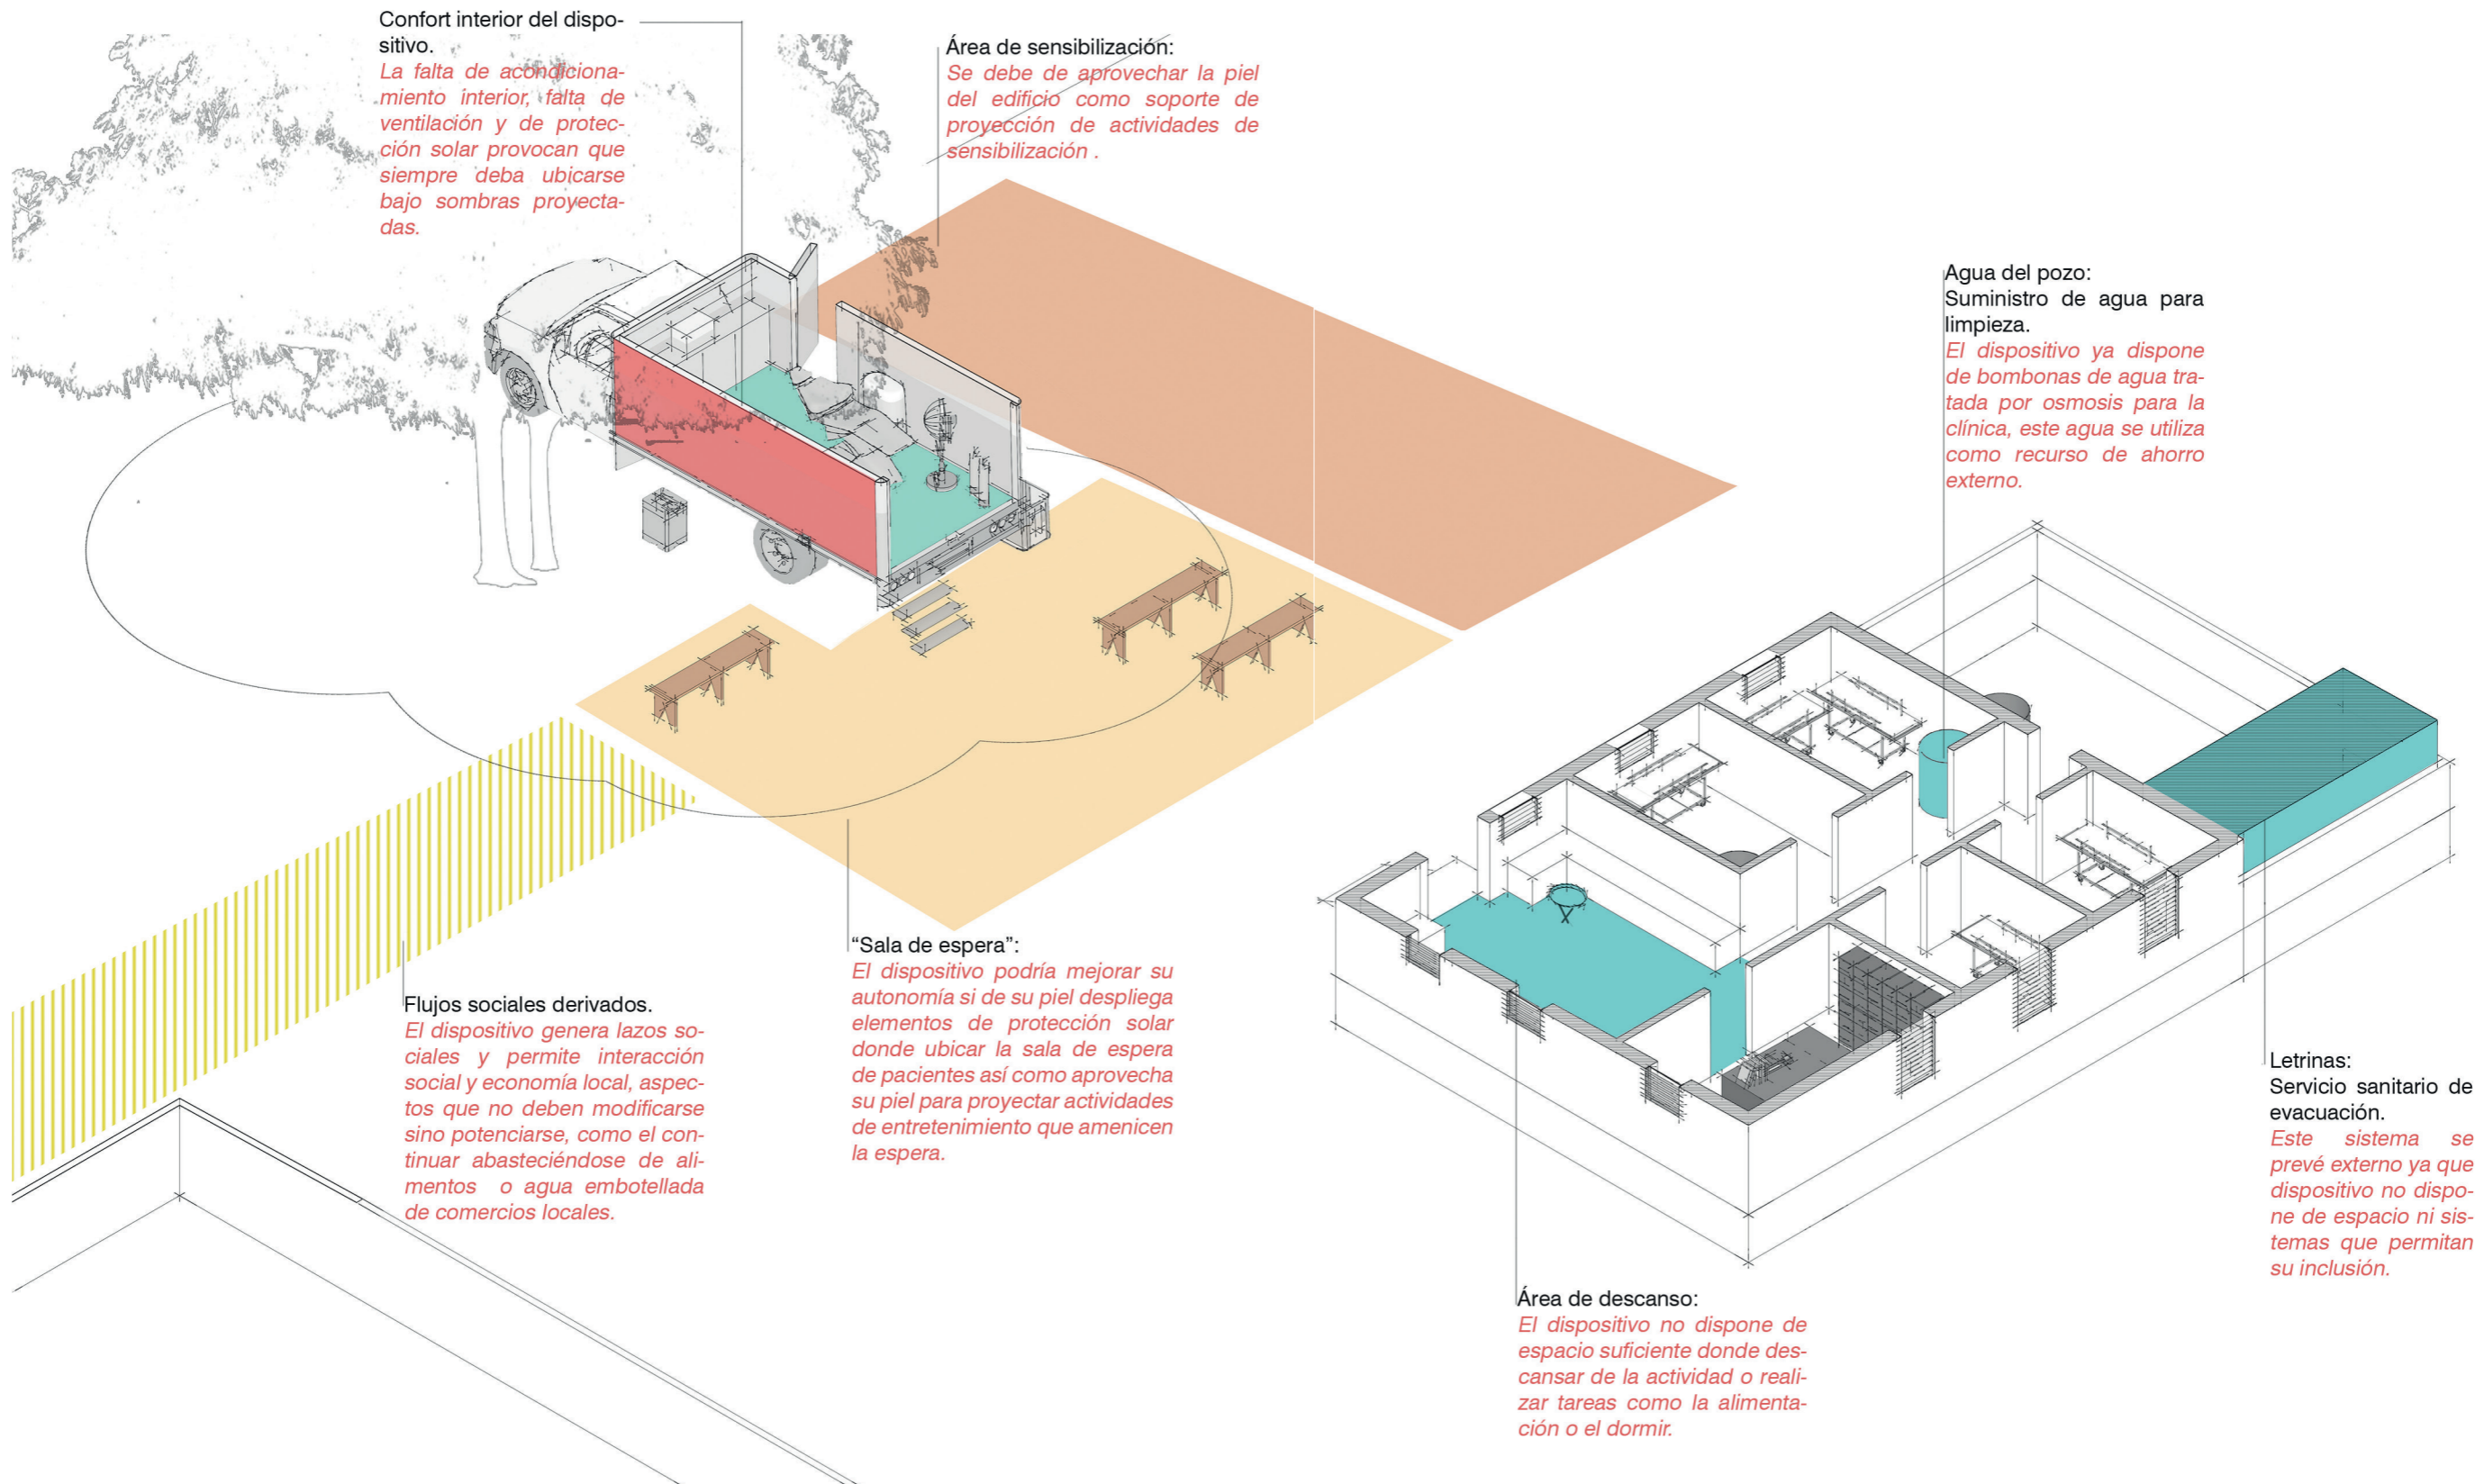 Confort interior del dispo-
sitivo.
La falta de acondiciona-
miento interior, falta de
ventilación y de protec-
ción solar provocan que
siempre deba ubicarse
bajo sombras proyecta-
das.
Área de sensibilización:
Se debe de aprovechar la piel
del edificio como soporte de
proyección de actividades de
sensibilización .
Agua del pozo:
Suministro de agua para
limpieza.
El dispositivo ya dispone
de bombonas de agua tra-
tada por osmosis para la
clínica, este agua se utiliza
como recurso de ahorro
externo.
“Sala de espera”:
El dispositivo podría mejorar su
autonomía si de su piel despliega
elementos de protección solar
donde ubicar la sala de espera
de pacientes así como aprovecha
su piel para proyectar actividades
de entretenimiento que amenicen
la espera.
Flujos sociales derivados.
El dispositivo genera lazos so-
ciales y permite interacción
social y economía local, aspec-
tos que no deben modificarse
sino potenciarse, como el con-
tinuar abasteciéndose de ali-
mentos o agua embotellada
de comercios locales.
Letrinas:
Servicio sanitario de
evacuación.
Este sistema se
prevé externo ya que
dispositivo no dispo-
ne de espacio ni sis-
temas que permitan
su inclusión.
Área de descanso:
El dispositivo no dispone de
espacio suficiente donde des-
cansar de la actividad o reali-
zar tareas como la alimenta-
ción o el dormir.